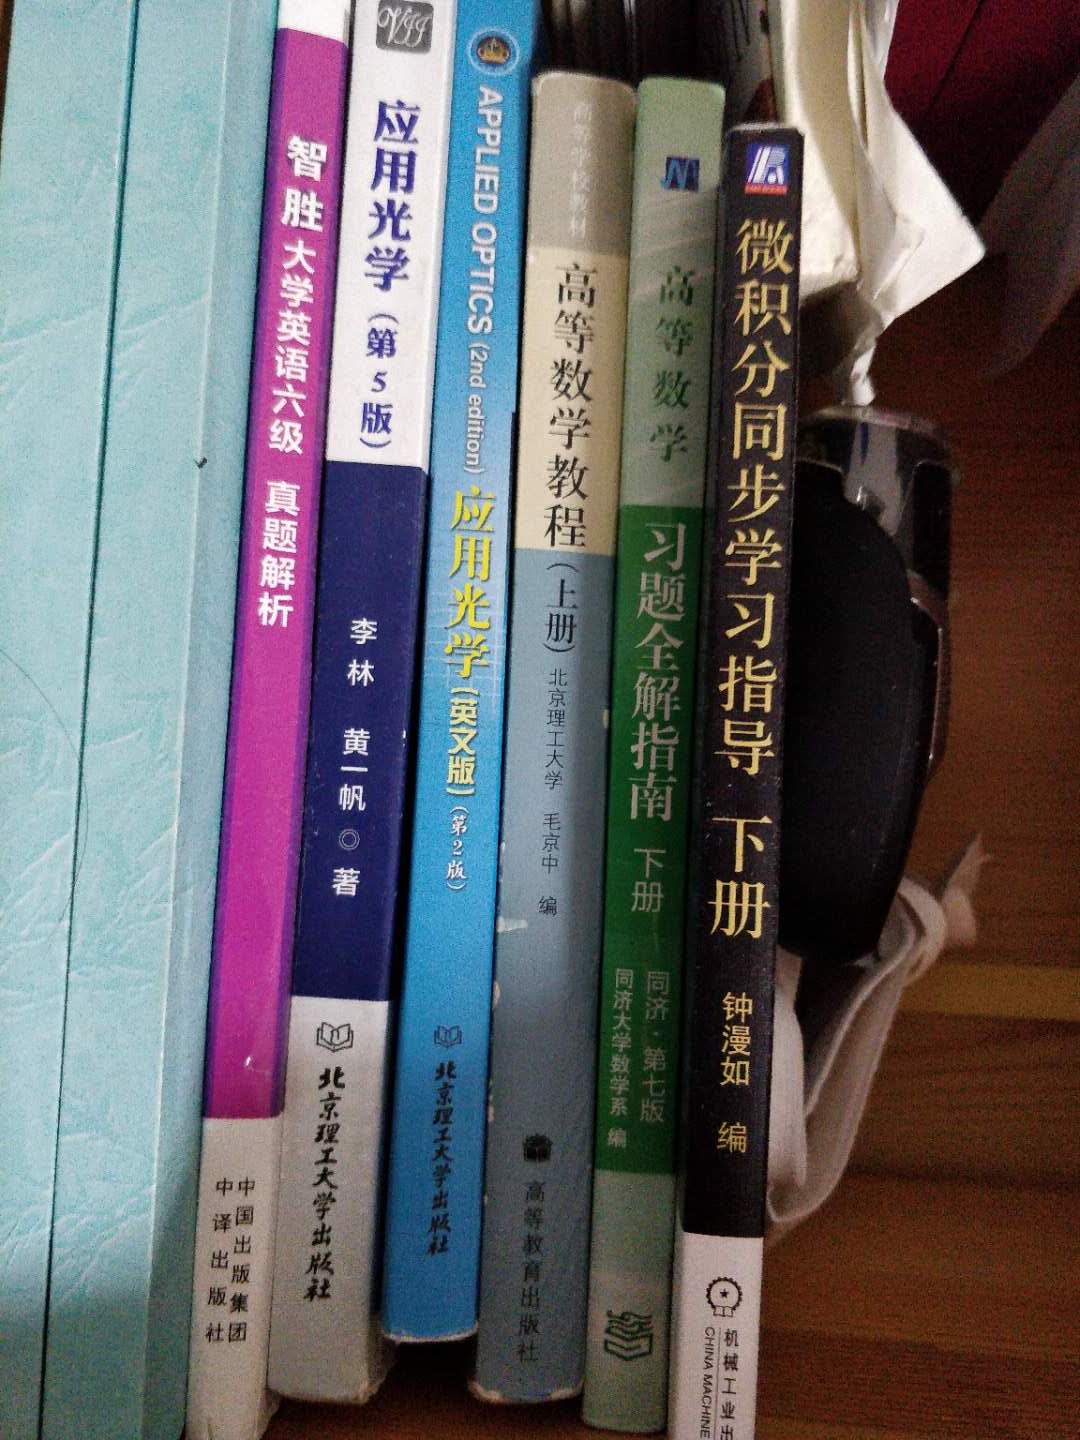 智胜 大学英语六级 真题解析
中国出版集团
中译出版社
应用光学(第5版)
李林 黄一帆◎著
北京理工大学出版社
APPLIED OPTICS (2nd edition)
应用光学(英文版)(第2版)
北京理工大学出版社
高等学校教材
高等数学教程(上册)
北京理工大学 毛京中 编
高等教育出版社
高等数学
习题全解指南 下册
同济·第七版
同济大学数学系 编
微积分同步学习指导 下册
钟漫如 编
机械工业出
CHINA MACHINE